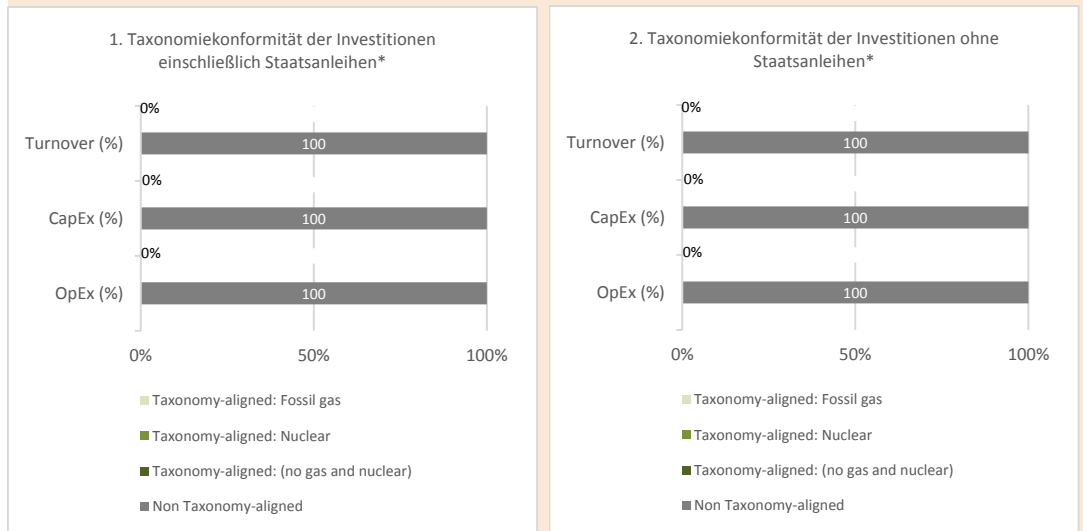 1. Taxonomiekonformität der Investitionen
einschließlich Staatsanleihen*
0%
Turnover (%)
100
0%
CapEx (%)
100
0%
OpEx (%)
100
0%
50%
100%
Taxonomy-aligned: Fossil gas
Taxonomy-aligned: Nuclear
Taxonomy-aligned: (no gas and nuclear)
Non Taxonomy-aligned
2. Taxonomiekonformität der Investitionen ohne
Staatsanleihen*
0%
Turnover (%)
100
0%
CapEx (%)
100
0%
OpEx (%)
100
0%
50%
100%
Taxonomy-aligned: Fossil gas
Taxonomy-aligned: Nuclear
Taxonomy-aligned: (no gas and nuclear)
Non Taxonomy-aligned